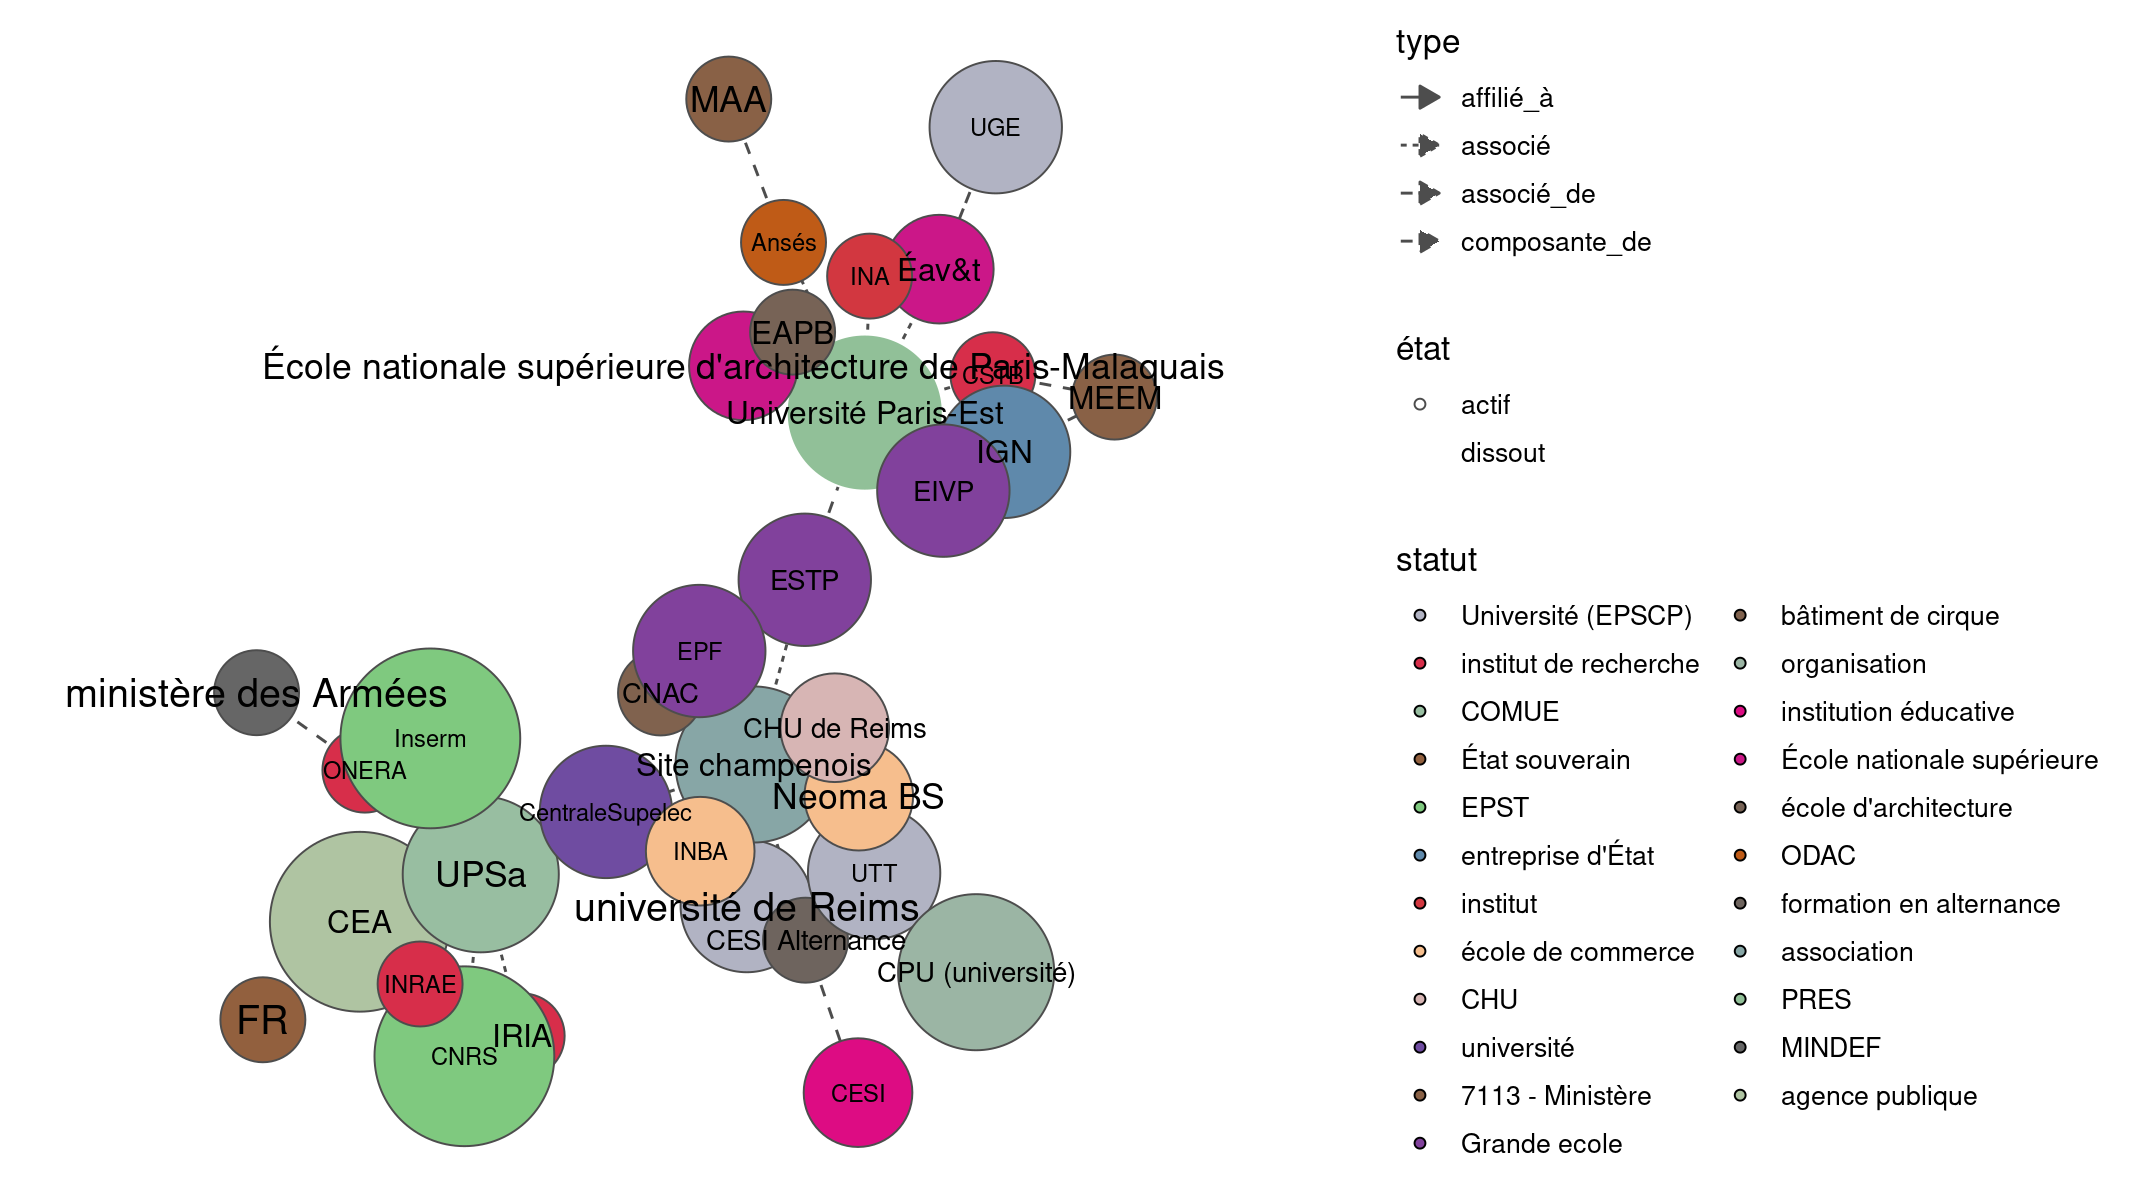 MAA
UGE
Ansés
INA
Éav&t
EAPB
École nationale supérieure d'architecture de Paris-Malaquais
CSTB
MEEM
Université Paris-Est
IGN
EIVP
ESTP
EPF
CNAC
ministère des Armées
Inserm
CHU de Reims
ONERA
Site champenois
Neoma BS
CentraleSupelec
INBA
UPSa
UTT
université de Reims
CEA
CESI Alternance
CPU (université)
INRAE
FR
IRIA
CNRS
CESI
type
affilié_à
associé
associé_de
composante_de
état
actif
dissout
statut
Université (EPSCP)
institut de recherche
COMUE
État souverain
EPST
entreprise d'État
institut
école de commerce
CHU
université
7113 - Ministère
Grande ecole
bâtiment de cirque
organisation
institution éducative
École nationale supérieure
école d'architecture
ODAC
formation en alternance
association
PRES
MINDEF
agence publique